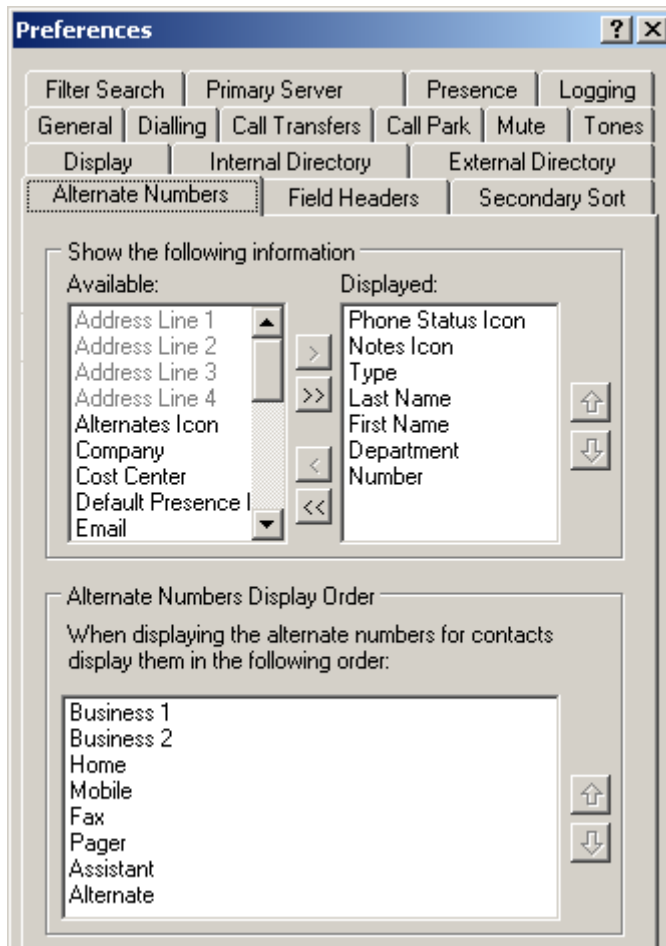 Preferences
Filter Search Primary Server Presence Logging
General Dialling Call Transfers Call Park Mute Tones
Display Internal Directory External Directory
Alternate Numbers Field Headers Secondary Sort
Show the following information
Available: Displayed:
Address Line 1
Address Line 2
Address Line 3
Address Line 4
Alternates Icon
Company
Cost Center
Default Presence I
Email
>
>>
<
<<
Phone Status Icon
Notes Icon
Type
Last Name
First Name
Department
Number
Alternate Numbers Display Order
When displaying the alternate numbers for contacts
display them in the following order:
Business 1
Business 2
Home
Mobile
Fax
Pager
Assistant
Alternate